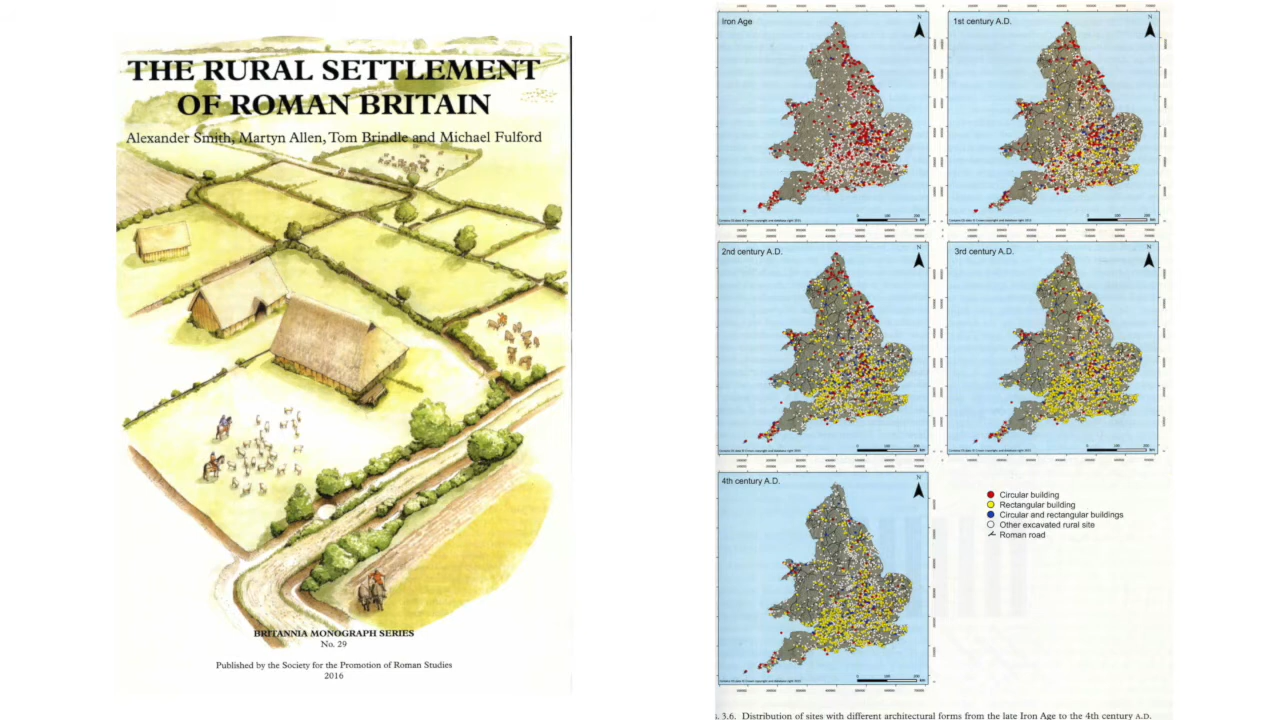 THE RURAL SETTLEMENT
OF ROMAN BRITAIN
Alexander Smith, Martyn Allen, Tom Brindle and Michael Fulford
BRITANNIA MONOGRAPH SERIES
No. 29
Published by the Society for the Promotion of Roman Studies
2016
Iron Age
N
1st century A.D.
N
2nd century A.D.
N
3rd century A.D.
N
4th century A.D.
N
Circular building
Rectangular building
Circular and rectangular buildings
Other excavated rural site
Roman road
3.6. Distribution of sites with different architectural forms from the late Iron Age to the 4th century A.D.